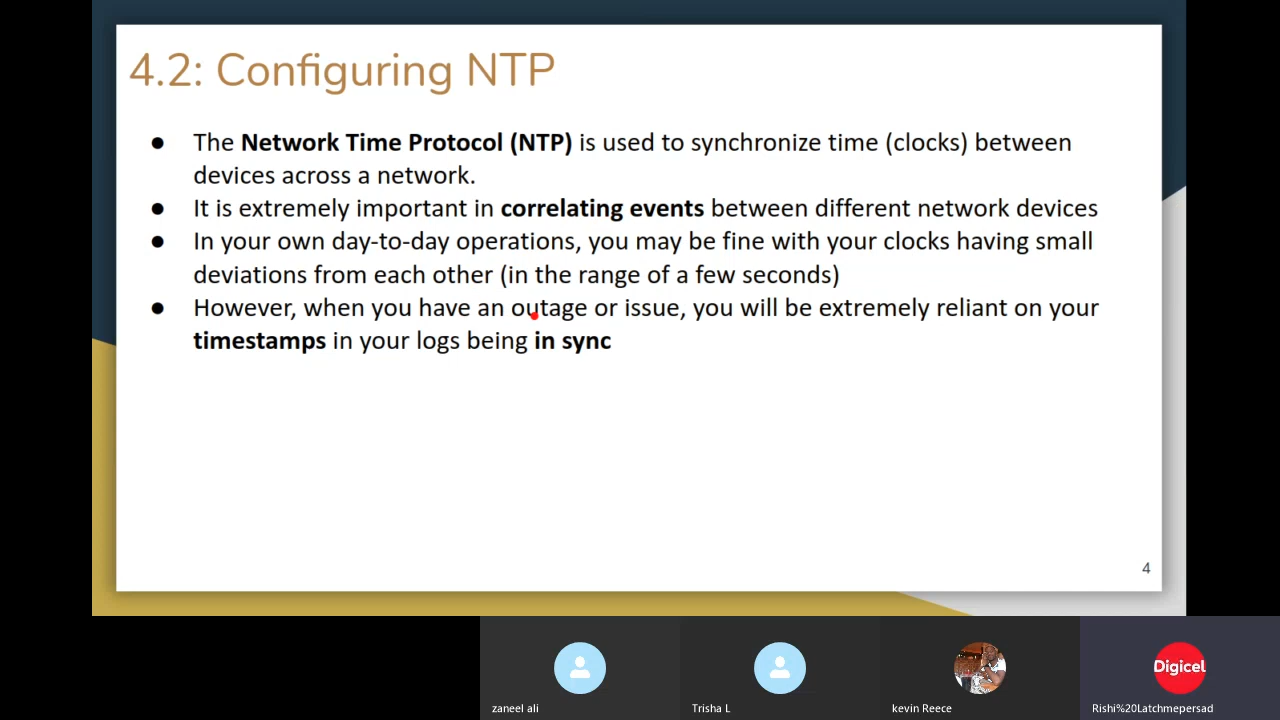 4.2: Configuring NTP
● The Network Time Protocol (NTP) is used to synchronize time (clocks) between
devices across a network.
● It is extremely important in correlating events between different network devices
● In your own day-to-day operations, you may be fine with your clocks having small
deviations from each other (in the range of a few seconds)
● However, when you have an outage or issue, you will be extremely reliant on your
timestamps in your logs being in sync
4
Digicel
zaneel ali
Trisha L
kevin Reece
Rishi%20Latchmepersad